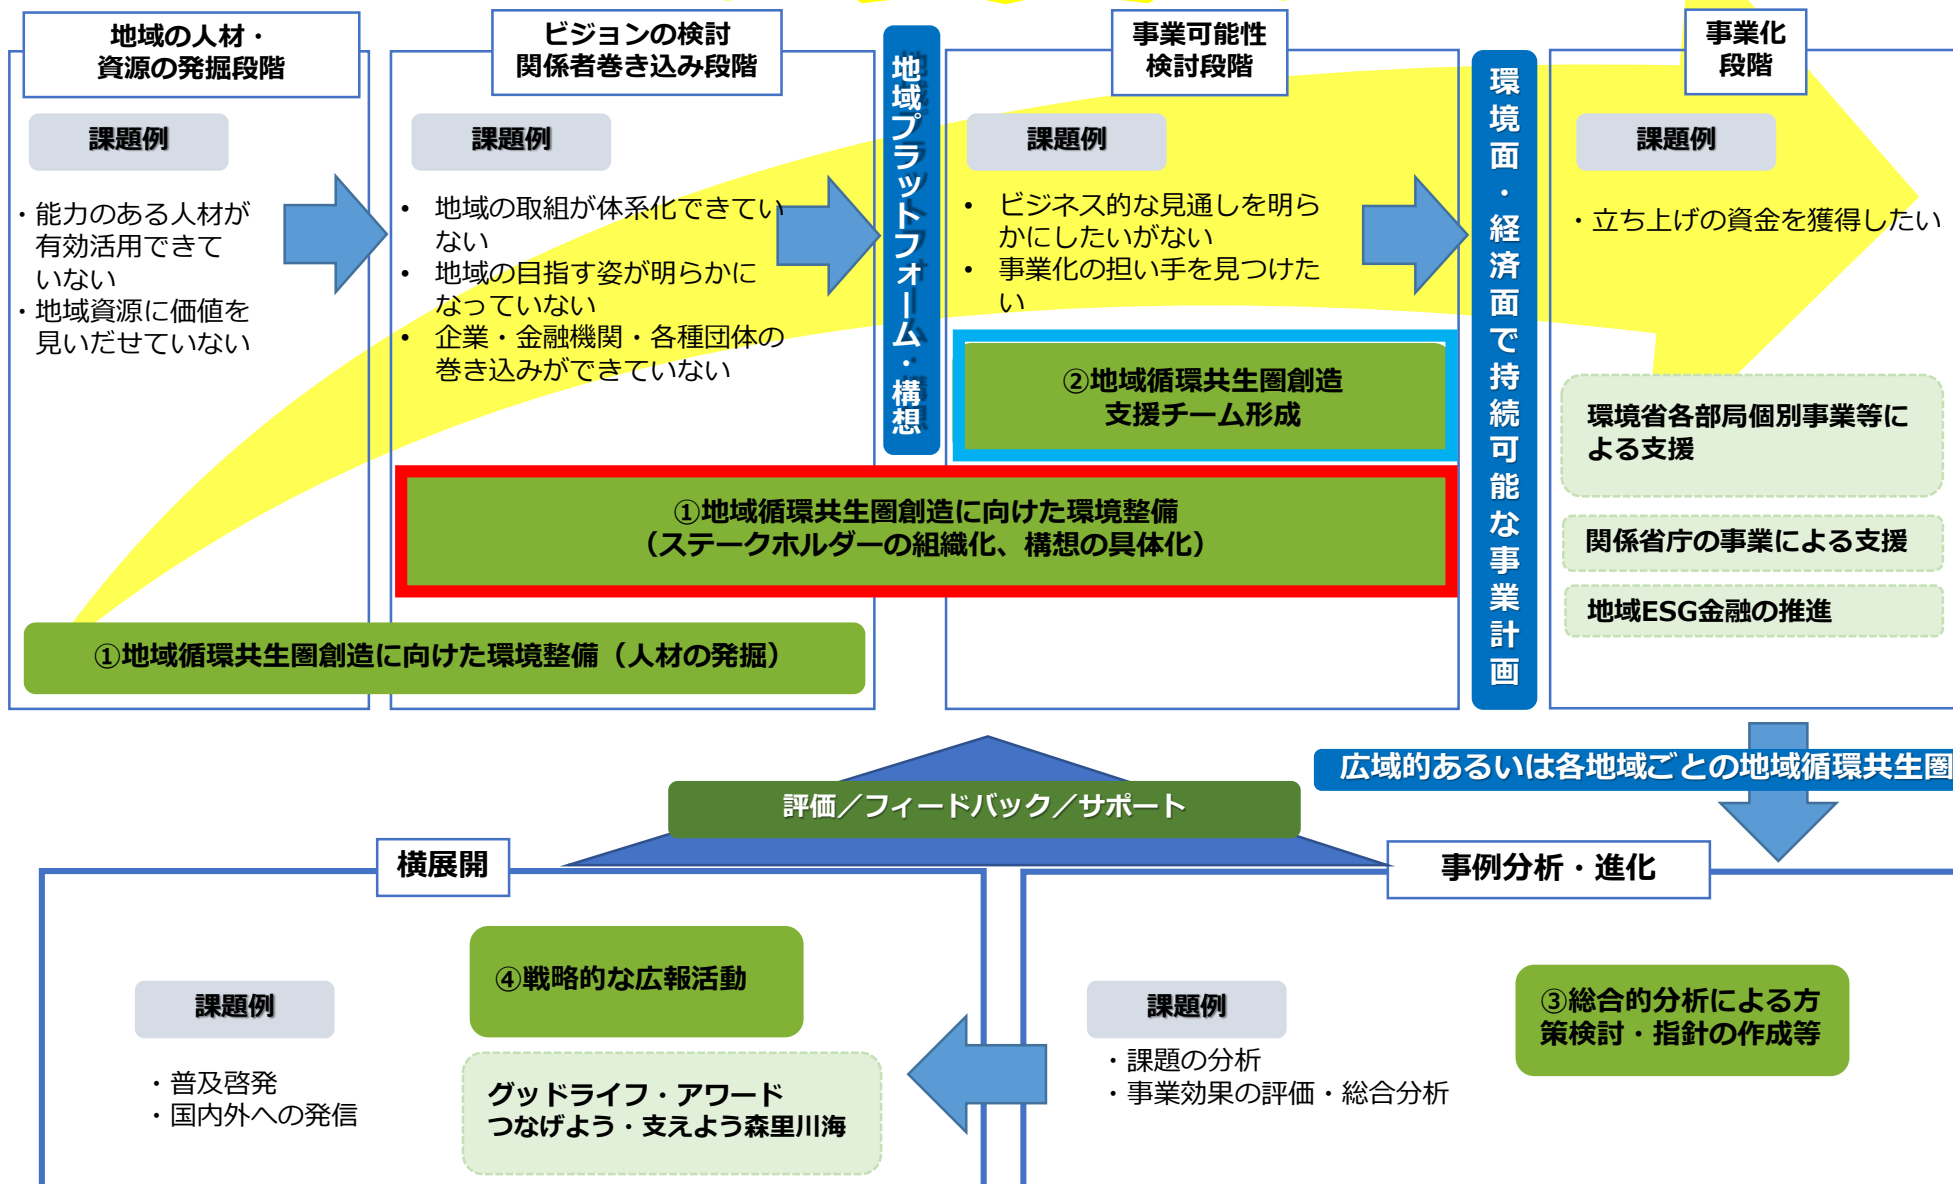 地域の人材・
資源の発掘段階
課題例
・能力のある人材が
有効活用できて
いない
・地域資源に価値を
見いだせていない
ビジョンの検討
関係者巻き込み段階
課題例
• 地域の取組が体系化できてい
ない
• 地域の目指す姿が明らかに
なっていない
• 企業・金融機関・各種団体の
巻き込みができていない
地域プラットフォーム・構想
事業可能性
検討段階
課題例
• ビジネス的な見通しを明ら
かにしたいがない
• 事業化の担い手を見つけた
い
②地域循環共生圏創造
支援チーム形成
①地域循環共生圏創造に向けた環境整備
（ステークホルダーの組織化、構想の具体化）
①地域循環共生圏創造に向けた環境整備（人材の発掘）
環境面・経済面で持続可能な事業計画
事業化
段階
課題例
・立ち上げの資金を獲得したい
環境省各部局個別事業等に
よる支援
関係省庁の事業による支援
地域ESG金融の推進
広域的あるいは各地域ごとの地域循環共生圏
評価／フィードバック／サポート
横展開
④戦略的な広報活動
課題例
・普及啓発
・国内外への発信
グッドライフ・アワード
つなげよう・支えよう森里川海
事例分析・進化
課題例
・課題の分析
・事業効果の評価・総合分析
③総合的分析による方
策検討・指針の作成等